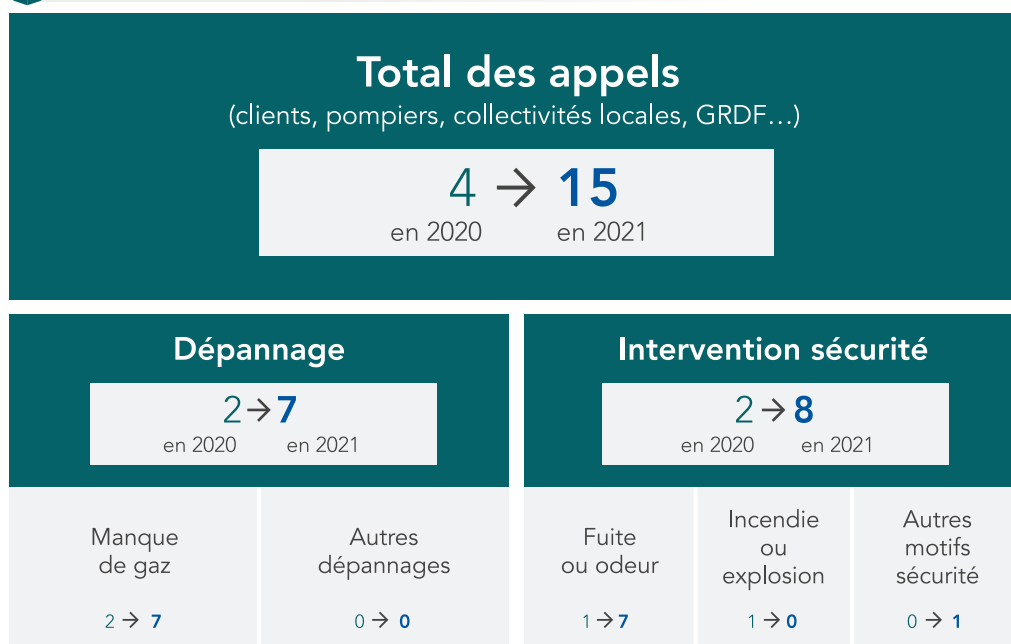 Total des appels
(clients, pompiers, collectivités locales, GRDF...)
4 → 15
en 2020 en 2021
Dépannage
2 → 7
en 2020 en 2021
Manque
de gaz
2 → 7
Autres
dépannages
0 → 0
Intervention sécurité
2 → 8
en 2020 en 2021
Fuite
ou odeur
1 → 7
Incendie
ou
explosion
1 → 0
Autres
motifs
sécurité
0 → 1